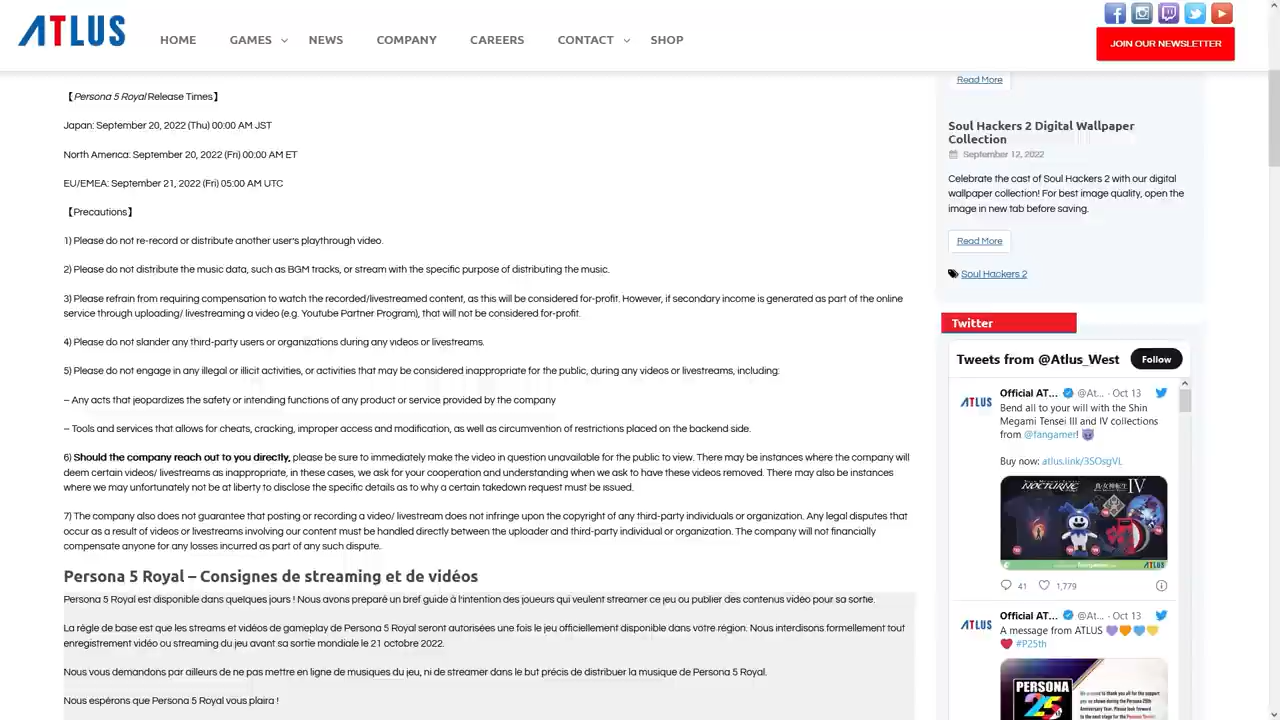 ATLUS
HOME
GAMES
NEWS
COMPANY
CAREERS
CONTACT
SHOP
JOIN OUR NEWSLETTER
【Persona 5 Royal Release Times】
Japan: September 20, 2022 (Thu) 00:00 AM JST
North America: September 20, 2022 (Fri) 00:00 AM ET
EU/EMEA: September 21, 2022 (Fri) 05:00 AM UTC
【Precautions】
1) Please do not re-record or distribute another user's playthrough video.
2) Please do not distribute the music data, such as BGM tracks, or stream with the specific purpose of distributing the music.
3) Please refrain from requiring compensation to watch the recorded/livestreamed content, as this will be considered for-profit. However, if secondary income is generated as part of the online
service through uploading/ livestreaming a video (e.g. Youtube Partner Program), that will not be considered for-profit.
4) Please do not slander any third-party users or organizations during any videos or livestreams.
5) Please do not engage in any illegal or illicit activities, or activities that may be considered inappropriate for the public, during any videos or livestreams, including:
– Any acts that jeopardizes the safety or intending functions of any product or service provided by the company
– Tools and services that allows for cheats, cracking, improper access and modification, as well as circumvention of restrictions placed on the backend side.
6) Should the company reach out to you directly, please be sure to immediately make the video in question unavailable for the public to view. There may be instances where the company will
deem certain videos/ livestreams as inappropriate, in these cases, we ask for your cooperation and understanding when we ask to have these videos removed. There may also be instances
where we may unfortunately not be at liberty to disclose the specific details as to why a certain takedown request must be issued.
7) The company also does not guarantee that posting or recording a video/ livestream does not infringe upon the copyright of any third-party individuals or organization. Any legal disputes that
occur as a result of videos or livestreams involving our content must be handled directly between the uploader and third-party individual or organization. The company will not financially
compensate anyone for any losses incurred as part of any such dispute.
Persona 5 Royal – Consignes de streaming et de vidéos
Persona 5 Royal est disponible dans quelques jours ! Nous avons préparé un bref guide à l'intention des joueurs qui veulent streamer ce jeu ou publier des contenus vidéo pour sa sortie.
La règle de base est que les streams et vidéos de gameplay de Persona 5 Royal sont autorisées une fois le jeu officiellement disponible dans votre région. Nous interdisons formellement tout
enregistrement vidéo ou streaming du jeu avant sa sortie mondiale le 21 octobre 2022.
Nous vous demandons par ailleurs de ne pas mettre en ligne de musiques du jeu, ni de streamer dans le but précis de distribuer la musique de Persona 5 Royal.
Nous espérons que Persona 5 Royal vous plaira !
Read More
Soul Hackers 2 Digital Wallpaper
Collection
September 12, 2022
Celebrate the cast of Soul Hackers 2 with our digital
wallpaper collection! For best image quality, open the
image in new tab before saving.
Read More
Soul Hackers 2
Twitter
Tweets from @Atlus_West
Follow
ATLUS
Official AT... @At... · Oct 13
Bend all to your will with the Shin
Megami Tensei III and IV collections
from @fangamer! 😈
Buy now: atlus.link/3SOsgVL
NOCTURNE
真・女神転生IV
ATLUS
41
1,779
ATLUS
Official AT... @At... · Oct 13
A message from ATLUS 💜🧡💙💛
❤️ #P25th
PERSONA
25